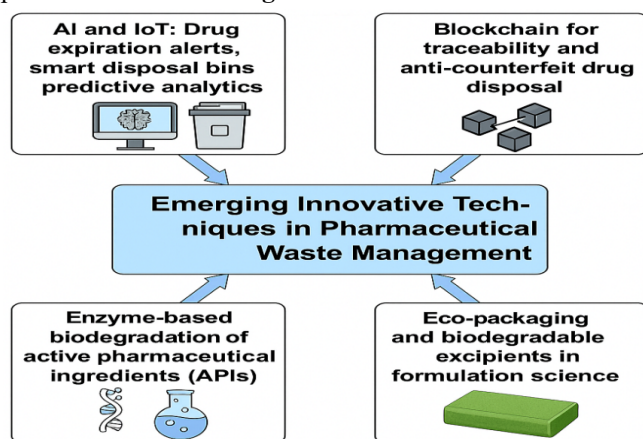 AI and IoT: Drug
expiration alerts,
smart disposal bins
predictive analytics
Blockchain for
traceability and
anti-counterfeit drug
disposal
Emerging Innovative Tech-
niques in Pharmaceutical
Waste Management
Enzyme-based
biodegradation of
active pharmaceutical
ingredients (APIs)
Eco-packaging
and biodegradable
excipients in
formulation science